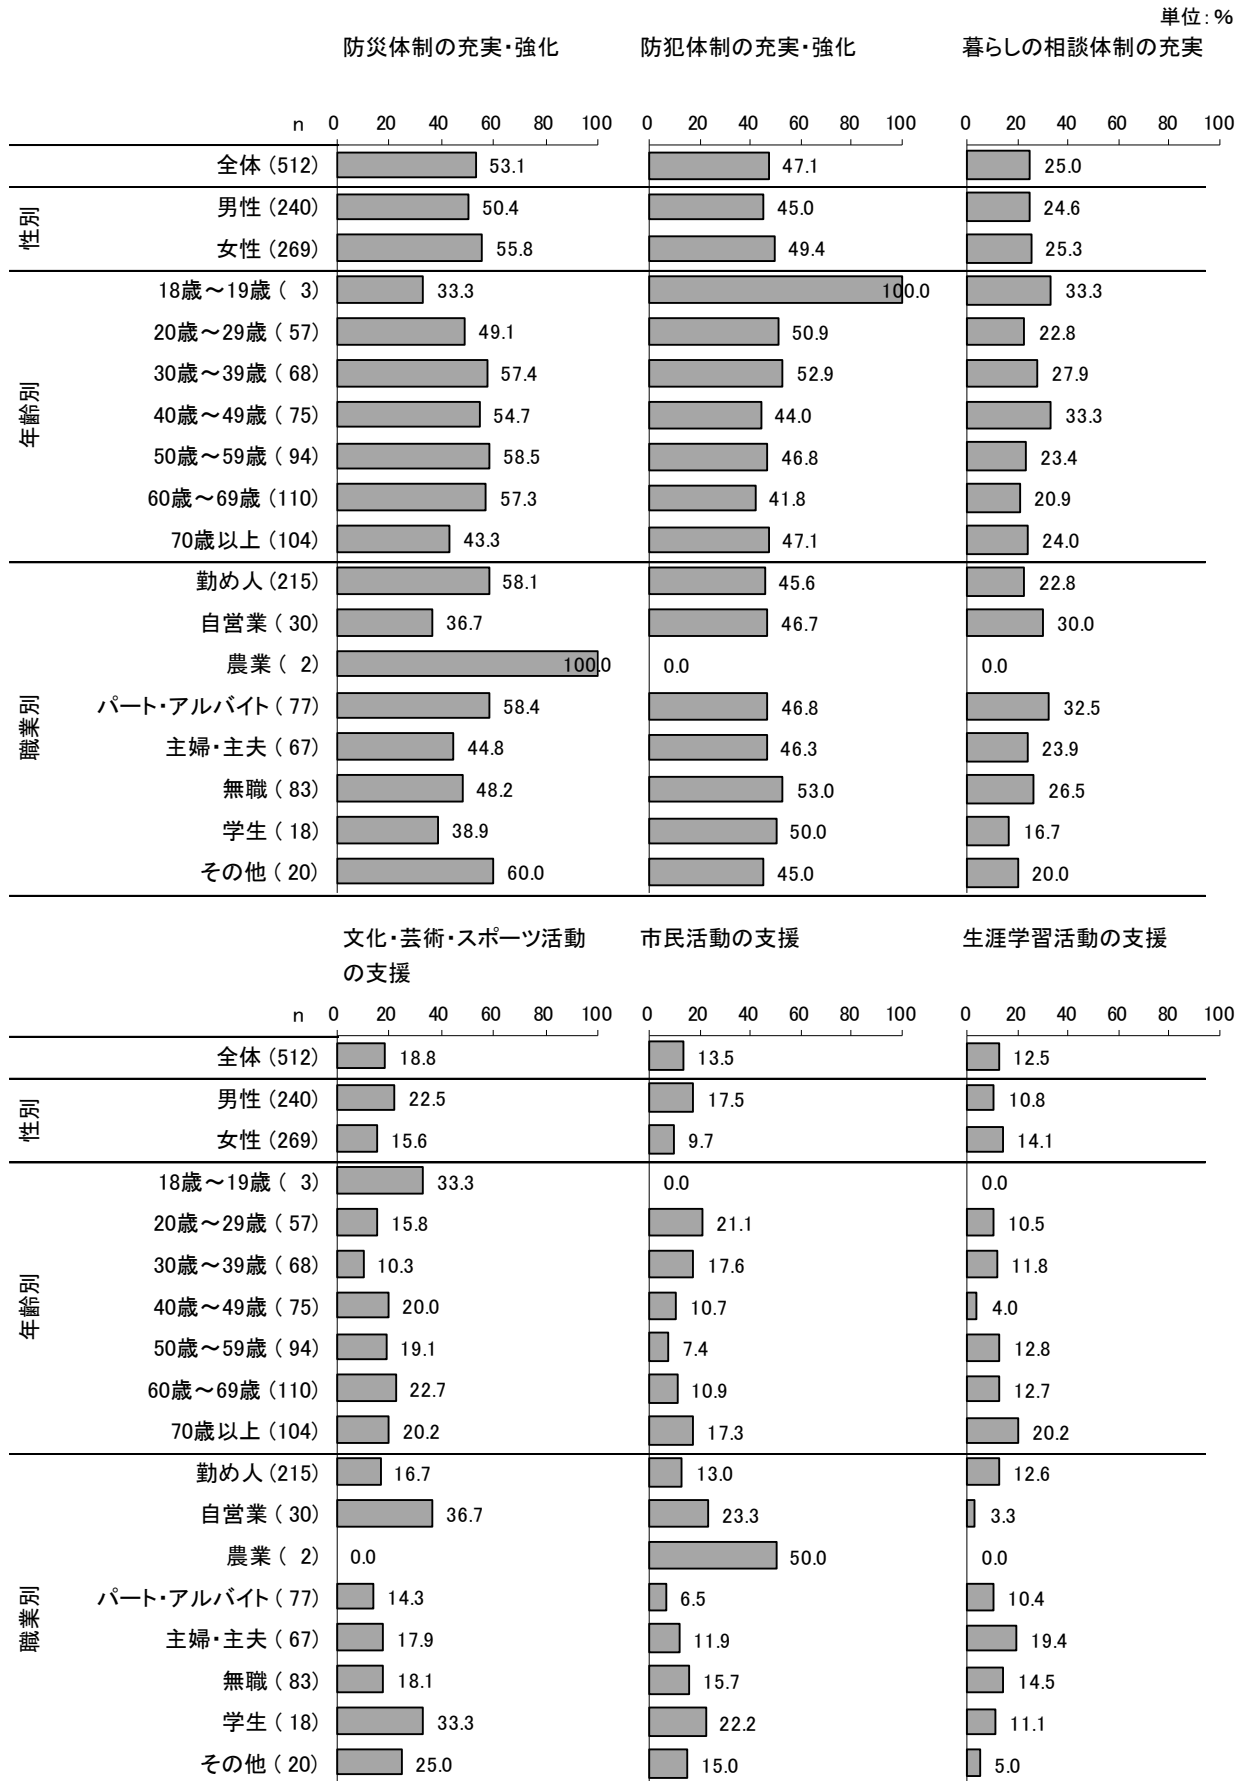 単位：％
防災体制の充実・強化 防犯体制の充実・強化 暮らしの相談体制の充実
n 0 20 40 60 80 100 0 20 40 60 80 100 0 20 40 60 80 100
全体 (512) 53.1 47.1 25.0
性別
男性 (240) 50.4 45.0 24.6
女性 (269) 55.8 49.4 25.3
年齢別
18歳～19歳 ( 3) 33.3 100.0 33.3
20歳～29歳 ( 57) 49.1 50.9 22.8
30歳～39歳 ( 68) 57.4 52.9 27.9
40歳～49歳 ( 75) 54.7 44.0 33.3
50歳～59歳 ( 94) 58.5 46.8 23.4
60歳～69歳 (110) 57.3 41.8 20.9
70歳以上 (104) 43.3 47.1 24.0
職業別
勤め人 (215) 58.1 45.6 22.8
自営業 ( 30) 36.7 46.7 30.0
農業 ( 2) 100.0 0.0 0.0
パート・アルバイト ( 77) 58.4 46.8 32.5
主婦・主夫 ( 67) 44.8 46.3 23.9
無職 ( 83) 48.2 53.0 26.5
学生 ( 18) 38.9 50.0 16.7
その他 ( 20) 60.0 45.0 20.0
文化・芸術・スポーツ活動 市民活動の支援 生涯学習活動の支援
の支援
n 0 20 40 60 80 100 0 20 40 60 80 100 0 20 40 60 80 100
全体 (512) 18.8 13.5 12.5
性別
男性 (240) 22.5 17.5 10.8
女性 (269) 15.6 9.7 14.1
年齢別
18歳～19歳 ( 3) 33.3 0.0 0.0
20歳～29歳 ( 57) 15.8 21.1 10.5
30歳～39歳 ( 68) 10.3 17.6 11.8
40歳～49歳 ( 75) 20.0 10.7 4.0
50歳～59歳 ( 94) 19.1 7.4 12.8
60歳～69歳 (110) 22.7 10.9 12.7
70歳以上 (104) 20.2 17.3 20.2
職業別
勤め人 (215) 16.7 13.0 12.6
自営業 ( 30) 36.7 23.3 3.3
農業 ( 2) 0.0 50.0 0.0
パート・アルバイト ( 77) 14.3 6.5 10.4
主婦・主夫 ( 67) 17.9 11.9 19.4
無職 ( 83) 18.1 15.7 14.5
学生 ( 18) 33.3 22.2 11.1
その他 ( 20) 25.0 15.0 5.0